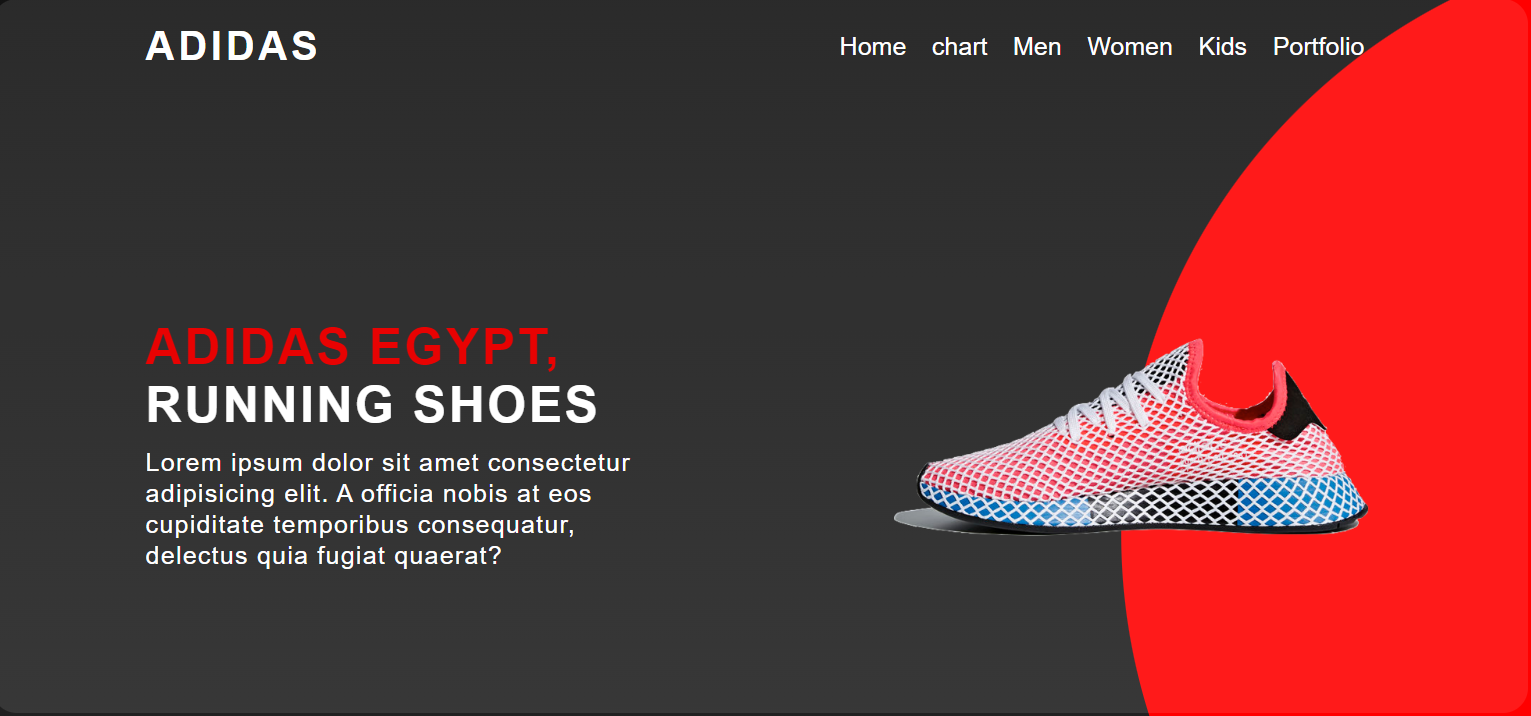 ADIDAS
Home chart Men Women Kids Portfolio
ADIDAS EGYPT,
RUNNING SHOES
Lorem ipsum dolor sit amet consectetur
adipisicing elit. A officia nobis at eos
cupiditate temporibus consequatur,
delectus quia fugiat quaerat?